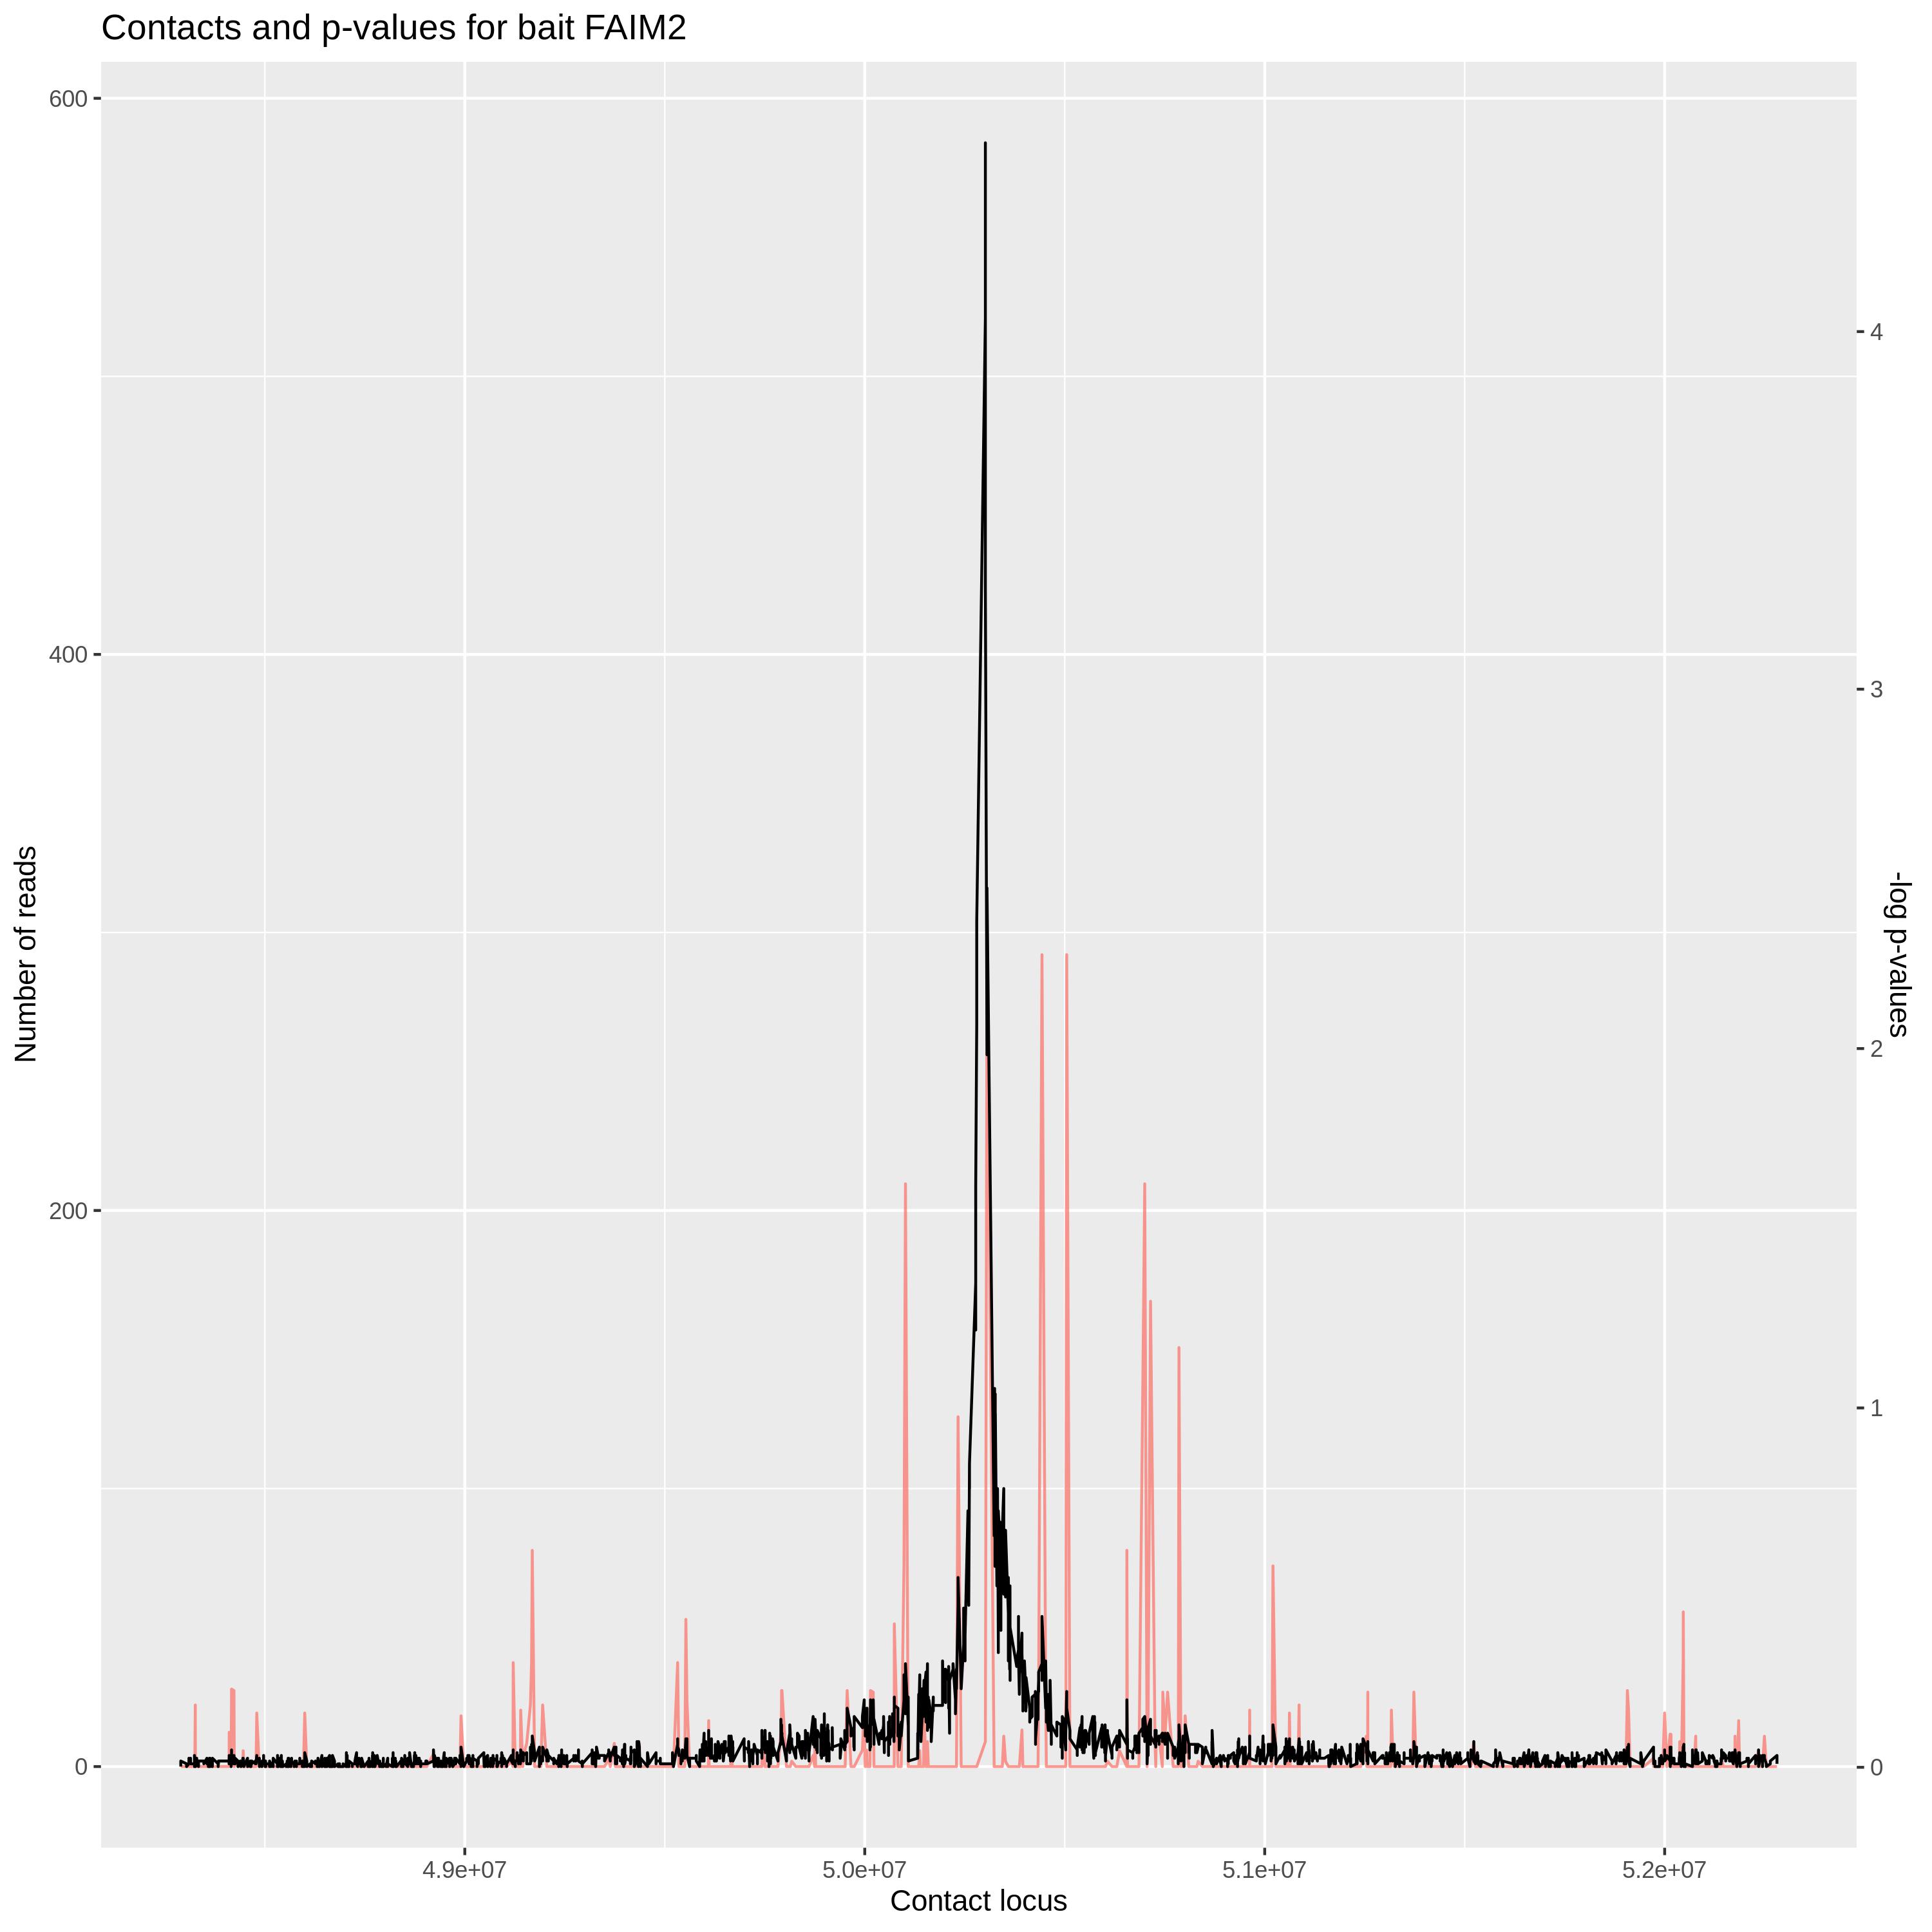 Contacts and p-values for bait FAIM2
600
400
200
0
Number of reads
4
3
2
1
0
-log p-values
4.9e+07
5.0e+07
5.1e+07
5.2e+07
Contact locus